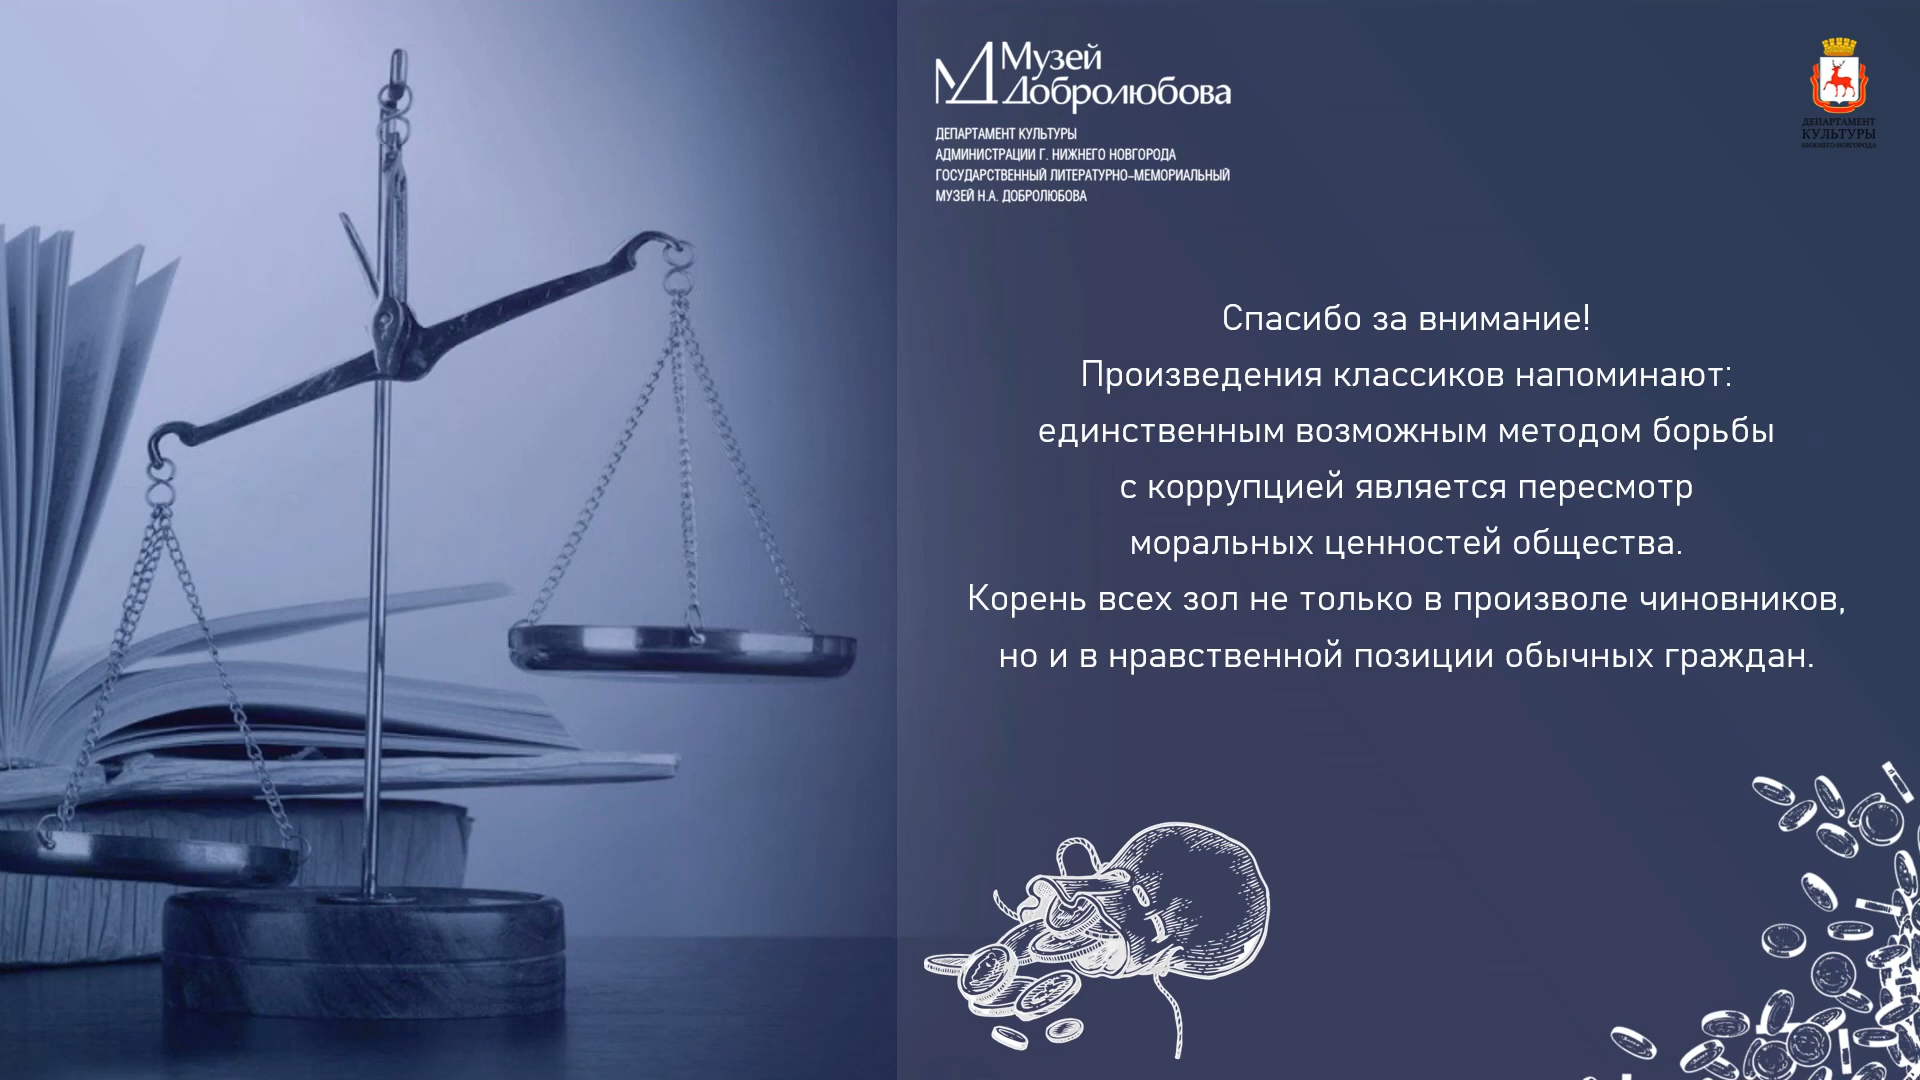 Музей
Добролюбова
ДЕПАРТАМЕНТ КУЛЬТУРЫ
АДМИНИСТРАЦИИ Г. НИЖНЕГО НОВГОРОДА
ГОСУДАРСТВЕННЫЙ ЛИТЕРАТУРНО-МЕМОРИАЛЬНЫЙ
МУЗЕЙ Н.А. ДОБРОЛЮБОВА
ДЕПАРТАМЕНТ
КУЛЬТУРЫ
НИЖНЕГО НОВГОРОДА
Спасибо за внимание!
Произведения классиков напоминают:
единственным возможным методом борьбы
с коррупцией является пересмотр
моральных ценностей общества.
Корень всех зол не только в произволе чиновников,
но и в нравственной позиции обычных граждан.